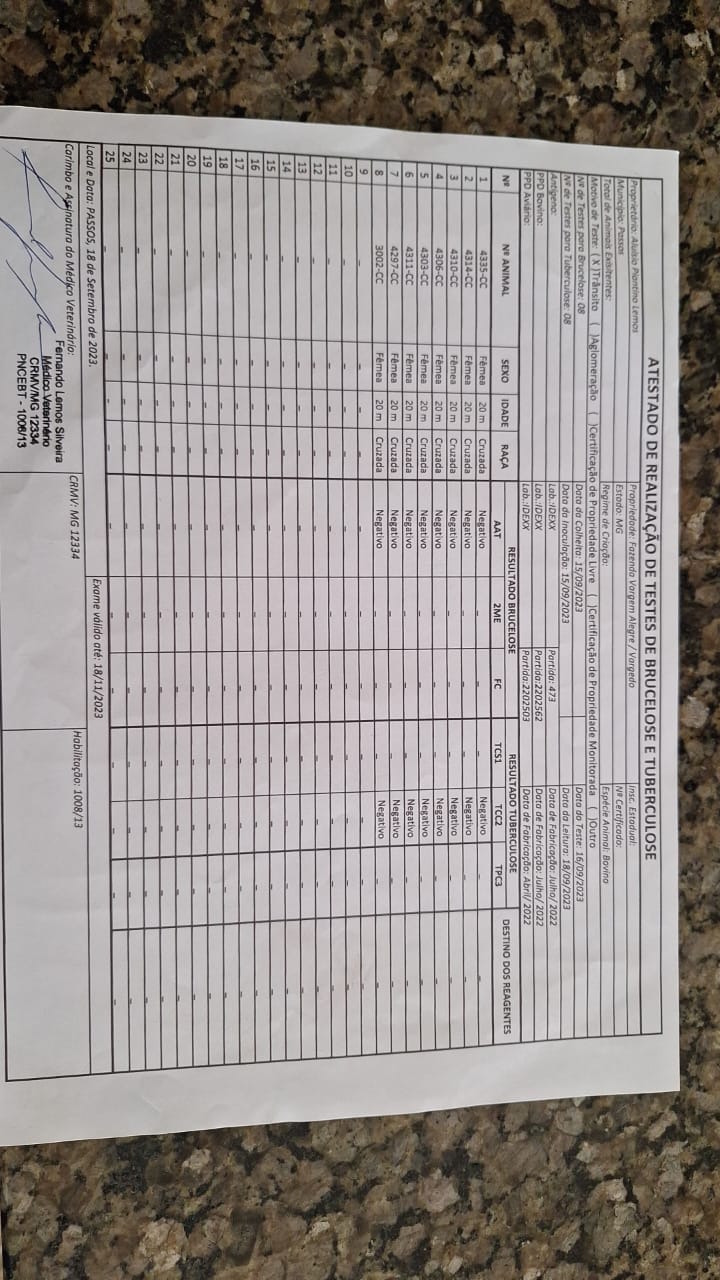 ATESTADO DE REALIZAÇÃO DE TESTES DE BRUCELOSE E TUBERCULOSE
Proprietário: Aluísio Plantino Lemos Propriedade: Fazenda Vargem Alegre / Vargedo Insc. Estadual:
Município: Passos Estado: MG Nº Certificado:
Total de Animais Existentes: Regime de Criação: Espécie Animal: Bovina
Motivo de Teste: ( X )Trânsito ( )Aglomeração ( )Certificação de Propriedade Livre ( )Certificação de Propriedade Monitorada ( )Outro
Nº de Testes para Brucelose: 08 Data da Colheita: 15/09/2023 Data do Teste: 16/09/2023
Nº de Testes para Tuberculose: 08 Data da Inoculação: 15/09/2023 Data da Leitura: 18/09/2023
Antígeno: Lab.:IDEXX Partida: 473 Data de Fabricação: Julho/ 2022
PPD Bovino: Lab.:IDEXX Partida:2202562 Data de Fabricação: Julho/ 2022
PPD Aviário: Lab.:IDEXX Partida:2202503 Data de Fabricação: Abril/ 2022
Nº Nº ANIMAL SEXO IDADE RAÇA RESULTADO BRUCELOSE RESULTADO TUBERCULOSE DESTINO DOS REAGENTES
AAT 2ME FC TCS1 TCC2 TPC3
1 4335-CC Fêmea 20 m Cruzada Negativo - - - Negativo - -
2 4314-CC Fêmea 20 m Cruzada Negativo - - - Negativo - -
3 4310-CC Fêmea 20 m Cruzada Negativo - - - Negativo - -
4 4306-CC Fêmea 20 m Cruzada Negativo - - - Negativo - -
5 4303-CC Fêmea 20 m Cruzada Negativo - - - Negativo - -
6 4311-CC Fêmea 20 m Cruzada Negativo - - - Negativo - -
7 4297-CC Fêmea 20 m Cruzada Negativo - - - Negativo - -
8 3002-CC Fêmea 20 m Cruzada Negativo - - - Negativo - -
9 - - - - - - - - - - -
10 - - - - - - - - - - -
11 - - - - - - - - - - -
12 - - - - - - - - - - -
13 - - - - - - - - - - -
14 - - - - - - - - - - -
15 - - - - - - - - - - -
16 - - - - - - - - - - -
17 - - - - - - - - - - -
18 - - - - - - - - - - -
19 - - - - - - - - - - -
20 - - - - - - - - - - -
21 - - - - - - - - - - -
22 - - - - - - - - - - -
23 - - - - - - - - - - -
24 - - - - - - - - - - -
25 - - - - - - - - - - -
Local e Data: PASSOS, 18 de Setembro de 2023. Exame válido até: 18/11/2023
Carimbo e Assinatura do Médico Veterinário: CRMV: MG 12334 Habilitação: 1008/13
Fernando Lemos Silveira
Médico Veterinário
CRMV/MG 12334
PNCEBT - 1008/13